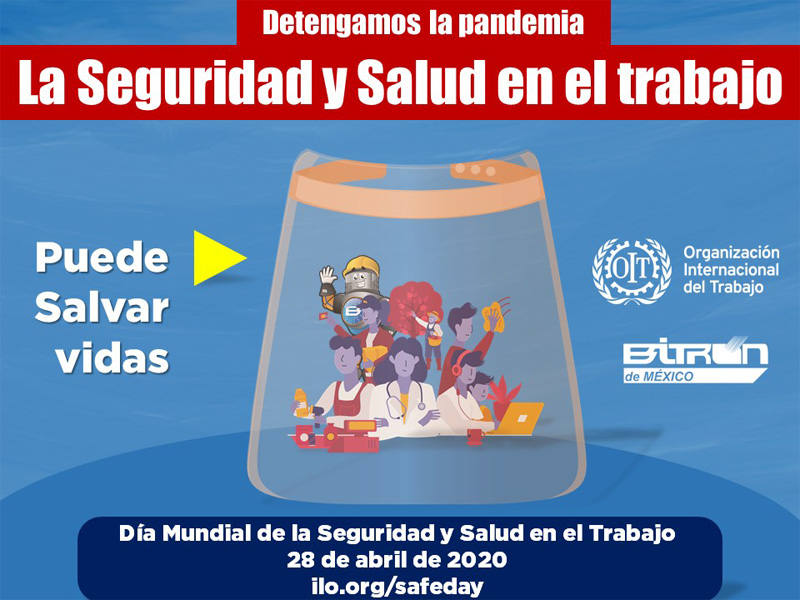 Detengamos la pandemia
La Seguridad y Salud en el trabajo
Puede
Salvar
vidas
OIT
Organización
Internacional
del Trabajo
BITRON
de MÉXICO
B
Día Mundial de la Seguridad y Salud en el Trabajo
28 de abril de 2020
ilo.org/safeday